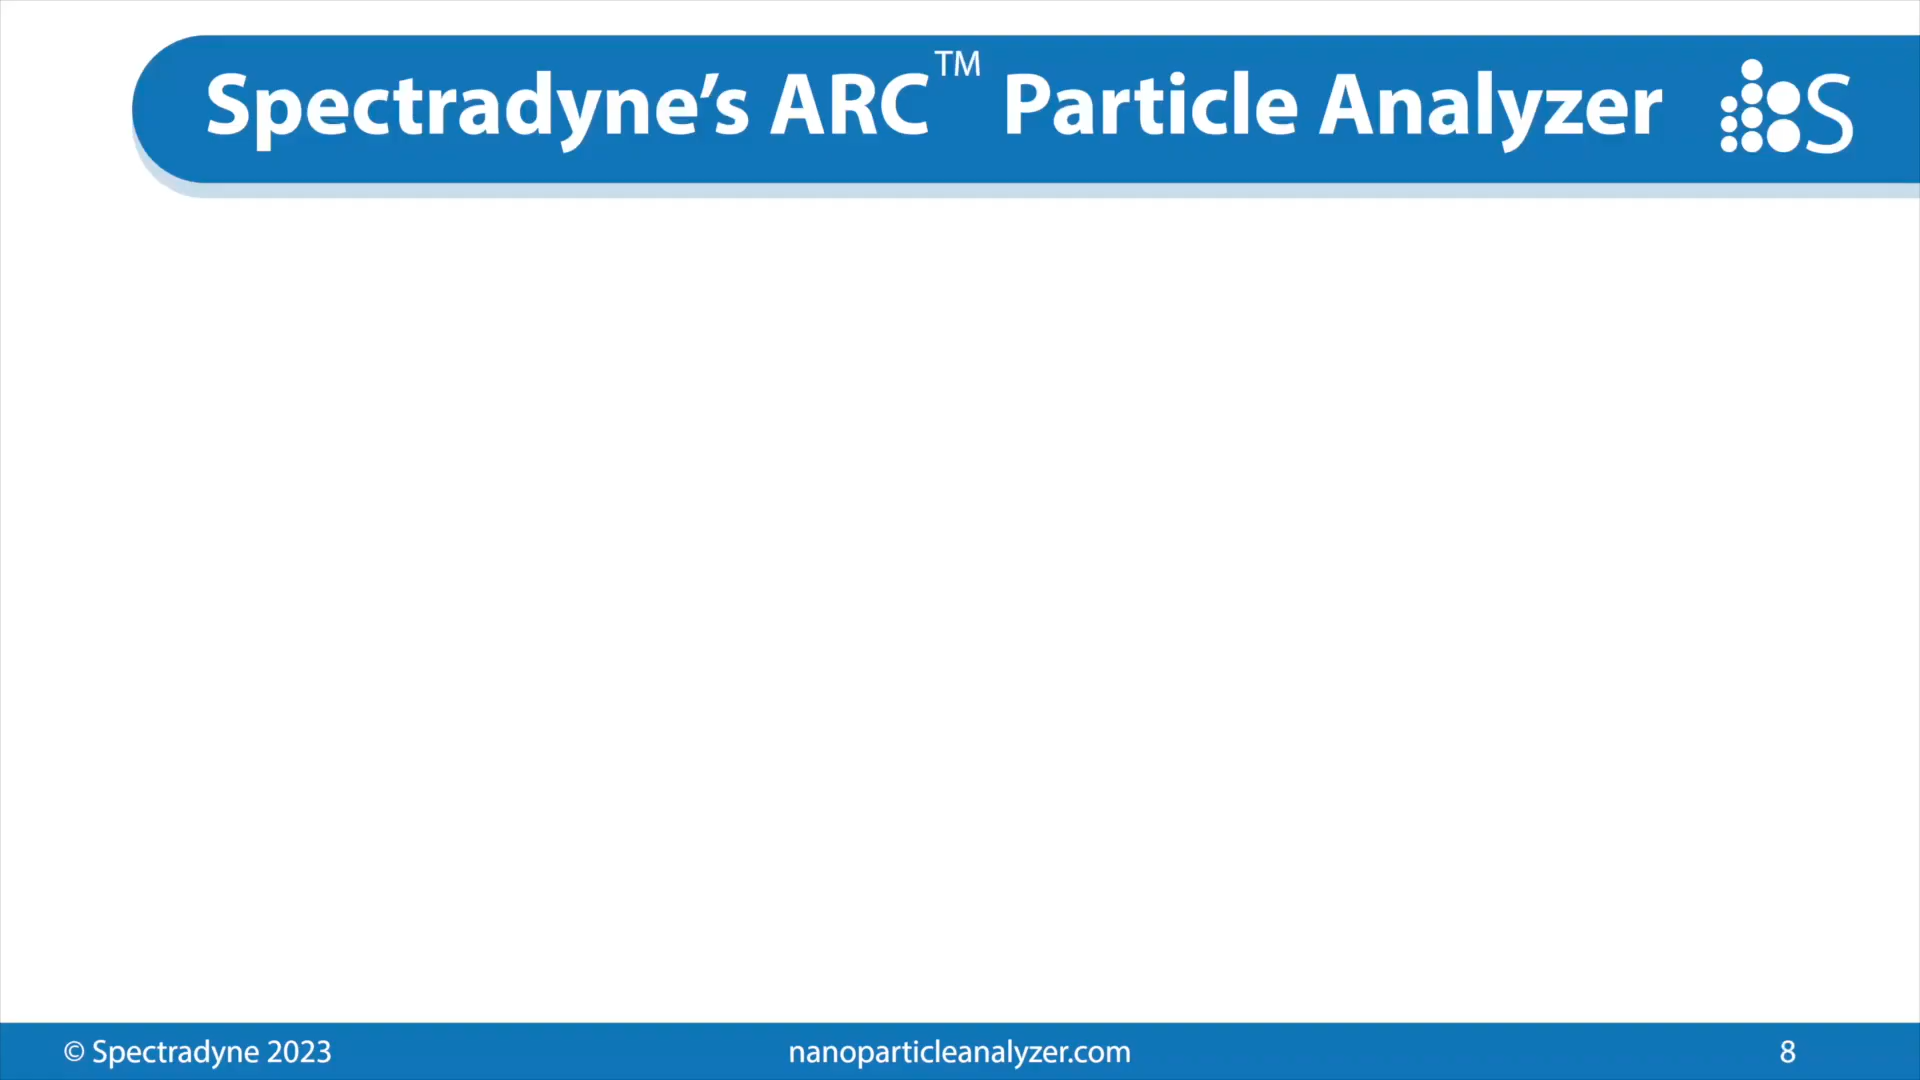 Spectradyne’s ARC™ Particle Analyzer
S
© Spectradyne 2023
nanoparticleanalyzer.com
8